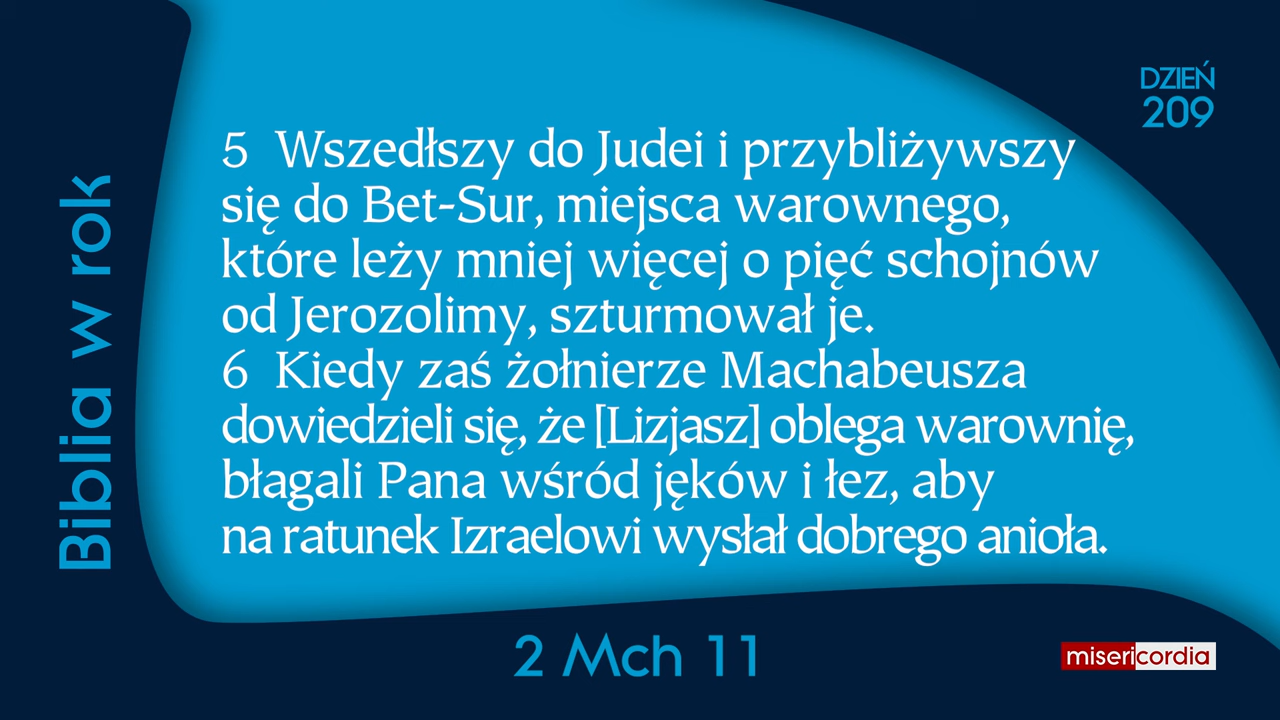 Biblia w rok
DZIEŃ
209
5 Wszedłszy do Judei i przybliżywszy
się do Bet-Sur, miejsca warownego,
które leży mniej więcej o pięć schojnów
od Jerozolimy, szturmował je.
6 Kiedy zaś żołnierze Machabeusza
dowiedzieli się, że [Lizjasz] oblega warownię,
błagali Pana wśród jęków i łez, aby
na ratunek Izraelowi wysłał dobrego anioła.
2 Mch 11
misericordia